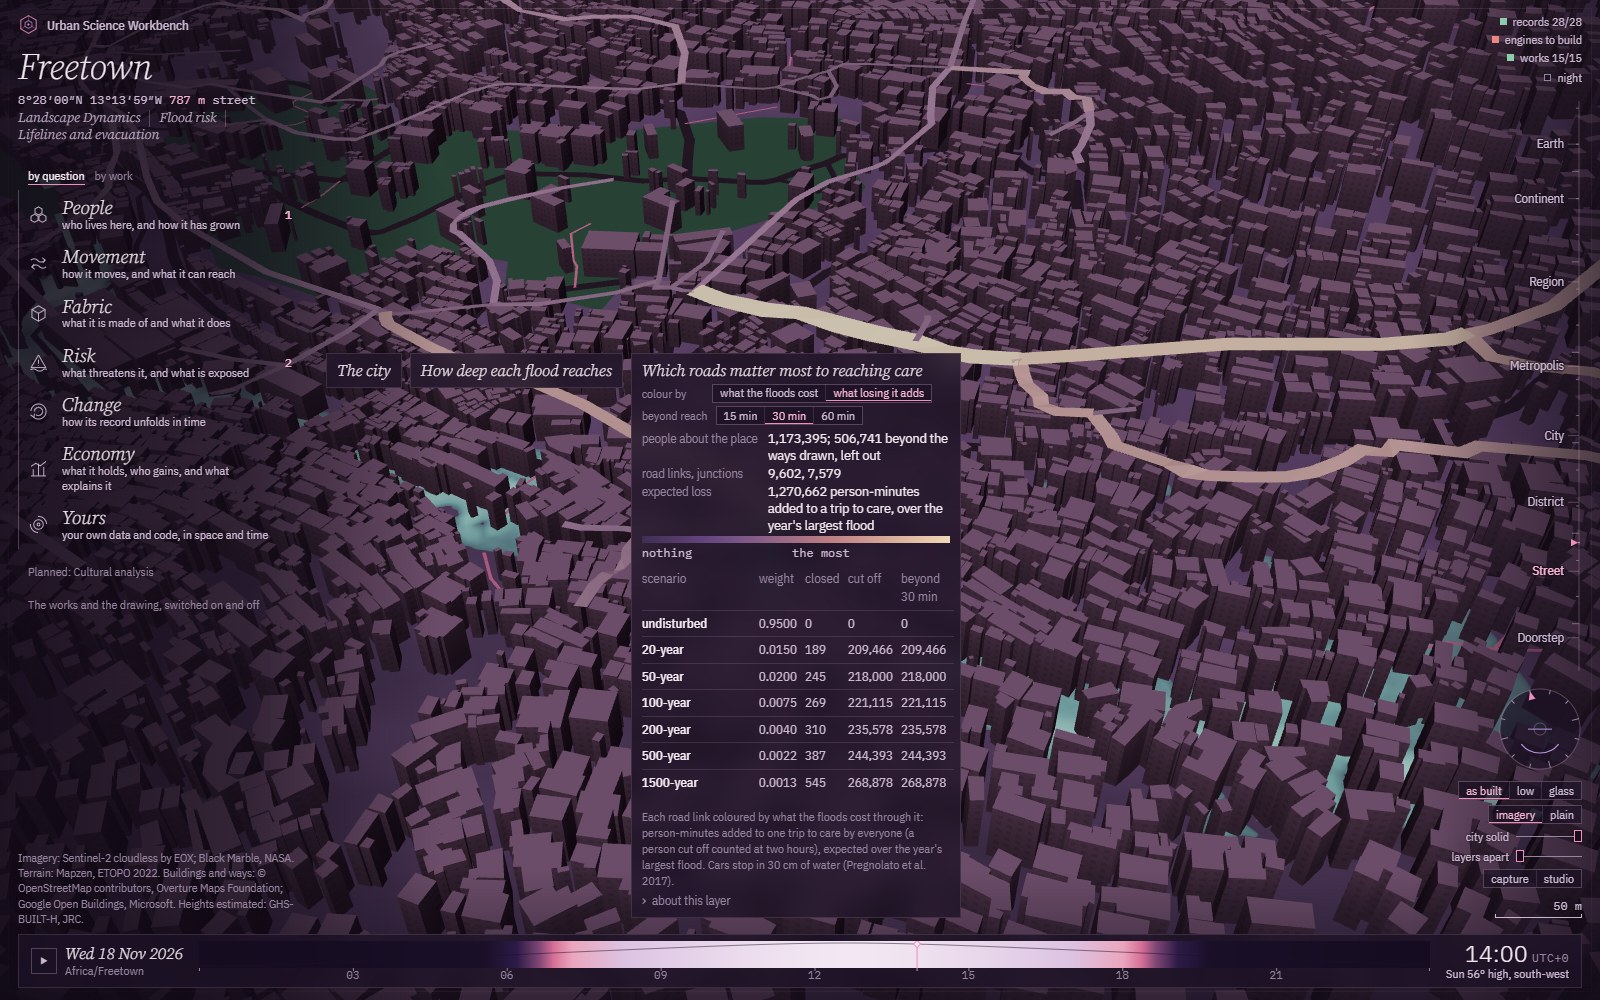 Urban Science Workbench
Freetown
8°28′00″N 13°13′59″W 787 m street
Landscape Dynamics Flood risk
Lifelines and evacuation
by question by work
People
who lives here, and how it has grown
1
Movement
how it moves, and what it can reach
Fabric
what it is made of and what it does
Risk
what threatens it, and what is exposed
2
Change
how its record unfolds in time
Economy
what it holds, who gains, and what
explains it
Yours
your own data and code, in space and time
Planned: Cultural analysis
The works and the drawing, switched on and off
The city
How deep each flood reaches
Which roads matter most to reaching care
colour by what the floods cost what losing it adds
beyond reach 15 min 30 min 60 min
people about the place 1,173,395; 506,741 beyond the
ways drawn, left out
road links, junctions 9,602, 7,579
expected loss 1,270,662 person-minutes
added to a trip to care, over the
year's largest flood
nothing the most
scenario weight closed cut off beyond
30 min
undisturbed 0.9500 0 0 0
20-year 0.0150 189 209,466 209,466
50-year 0.0200 245 218,000 218,000
100-year 0.0075 269 221,115 221,115
200-year 0.0040 310 235,578 235,578
500-year 0.0022 387 244,393 244,393
1500-year 0.0013 545 268,878 268,878
Each road link coloured by what the floods cost through it:
person-minutes added to one trip to care by everyone (a
person cut off counted at two hours), expected over the year's
largest flood. Cars stop in 30 cm of water (Pregnolato et al.
2017).
› about this layer
records 28/28
engines to build
works 15/15
night
Earth
Continent
Region
Metropolis
City
District
Street
Doorstep
as built low glass
imagery plain
city solid
layers apart
capture studio
50 m
Imagery: Sentinel-2 cloudless by EOX; Black Marble, NASA.
Terrain: Mapzen, ETOPO 2022. Buildings and ways: ©
OpenStreetMap contributors, Overture Maps Foundation;
Google Open Buildings, Microsoft. Heights estimated: GHS-
BUILT-H, JRC.
Wed 18 Nov 2026
Africa/Freetown
03 06 09 12 15 18 21
14:00 UTC+0
Sun 56° high, south-west